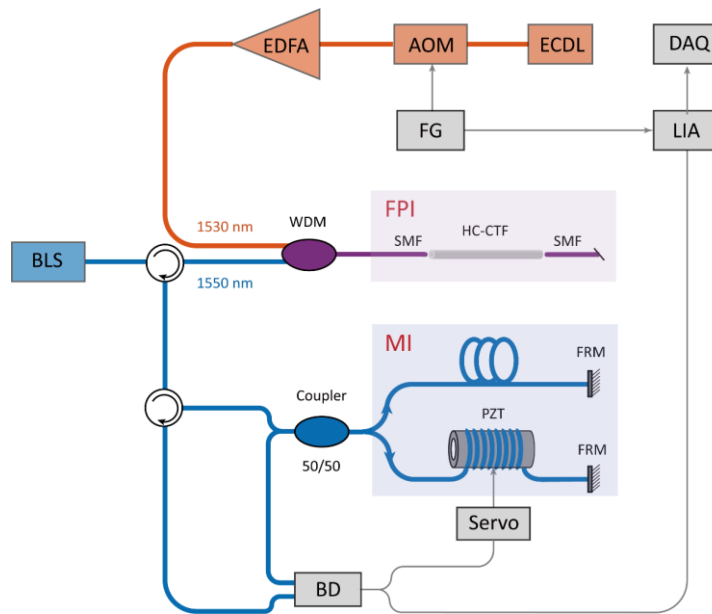 EDFA
AOM
ECDL
DAQ
FG
LIA
FPI
WDM
HC-CTF
SMF
SMF
1530 nm
BLS
1550 nm
MI
FRM
Coupler
PZT
50/50
FRM
Servo
BD